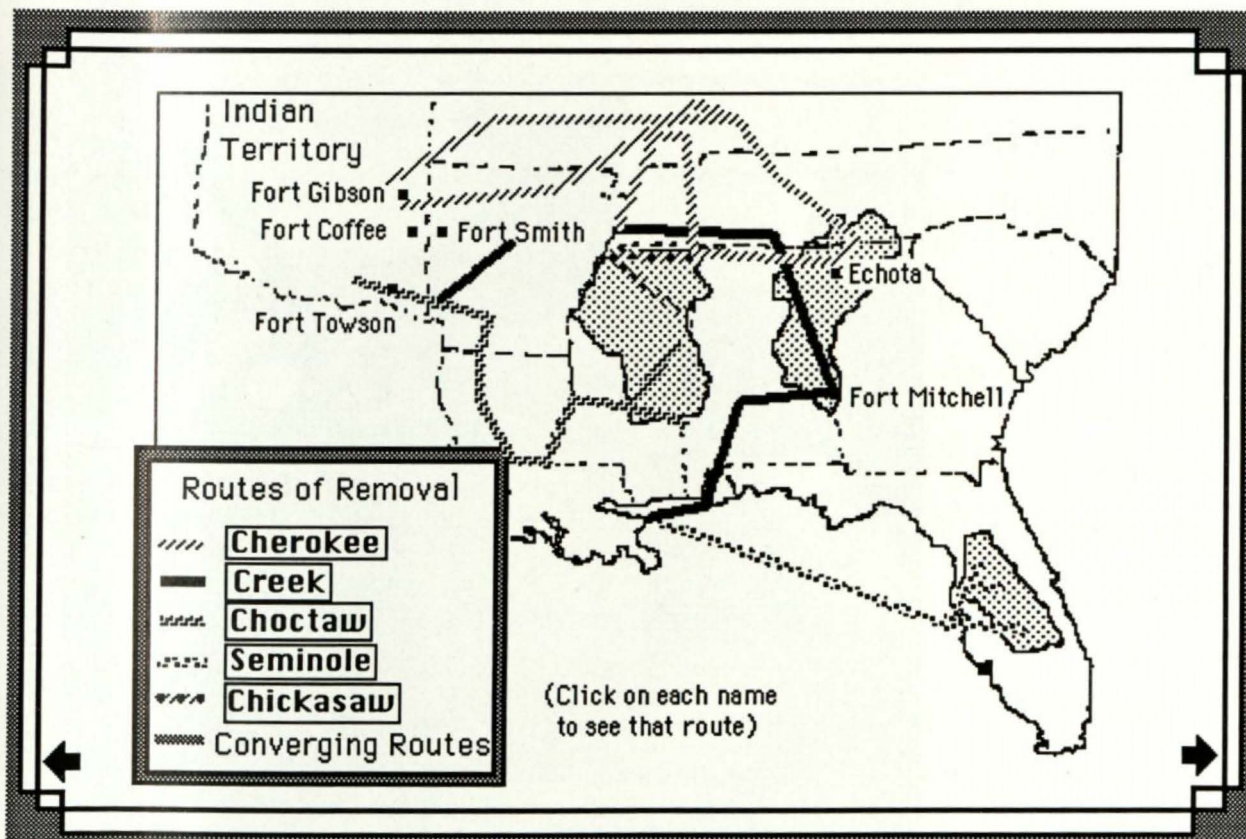 Indian
Territory
Fort Gibson
Fort Coffee
Fort Smith
Echota
Fort Towson
Fort Mitchell
Routes of Removal
Cherokee
Creek
Choctaw
Seminole
Chickasaw
Converging Routes
(Click on each name
to see that route)